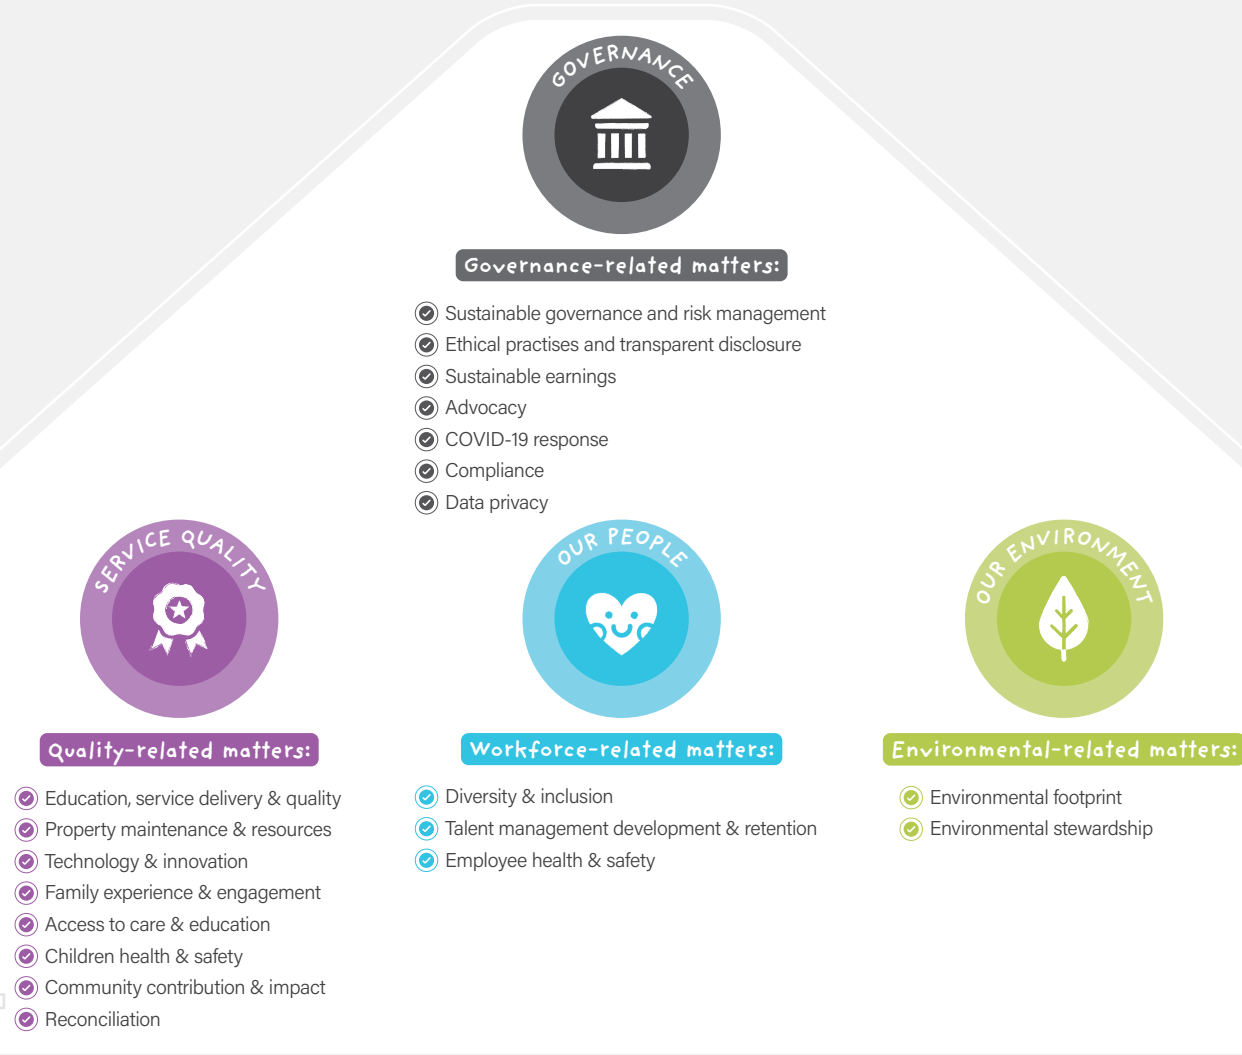 GOVERNANCE
Governance-related matters:
Sustainable governance and risk management
Ethical practises and transparent disclosure
Sustainable earnings
Advocacy
COVID-19 response
Compliance
Data privacy
SERVICE QUALITY
Quality-related matters:
Education, service delivery & quality
Property maintenance & resources
Technology & innovation
Family experience & engagement
Access to care & education
Children health & safety
Community contribution & impact
Reconciliation
OUR PEOPLE
Workforce-related matters:
Diversity & inclusion
Talent management development & retention
Employee health & safety
OUR ENVIRONMENT
Environmental-related matters:
Environmental footprint
Environmental stewardship